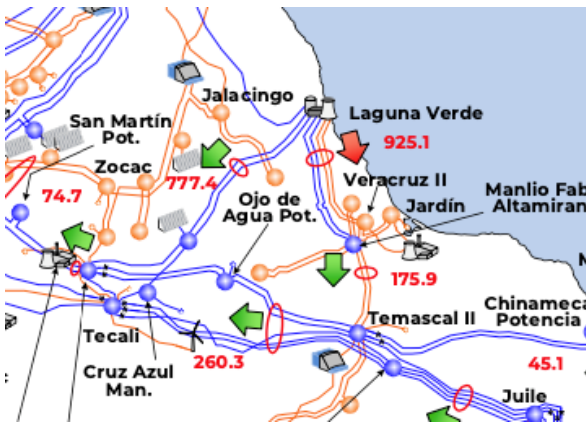 Jalacingo
Laguna Verde
San Martín
Pot.
925.1
Zocac
777.4
Veracruz II
74.7
Ojo de
Agua Pot.
Manlio Fab
Altamiran
Jardín
175.9
Chinameca
Potencia
Temascal II
Tecali
260.3
45.1
Cruz Azul
Man.
Juile